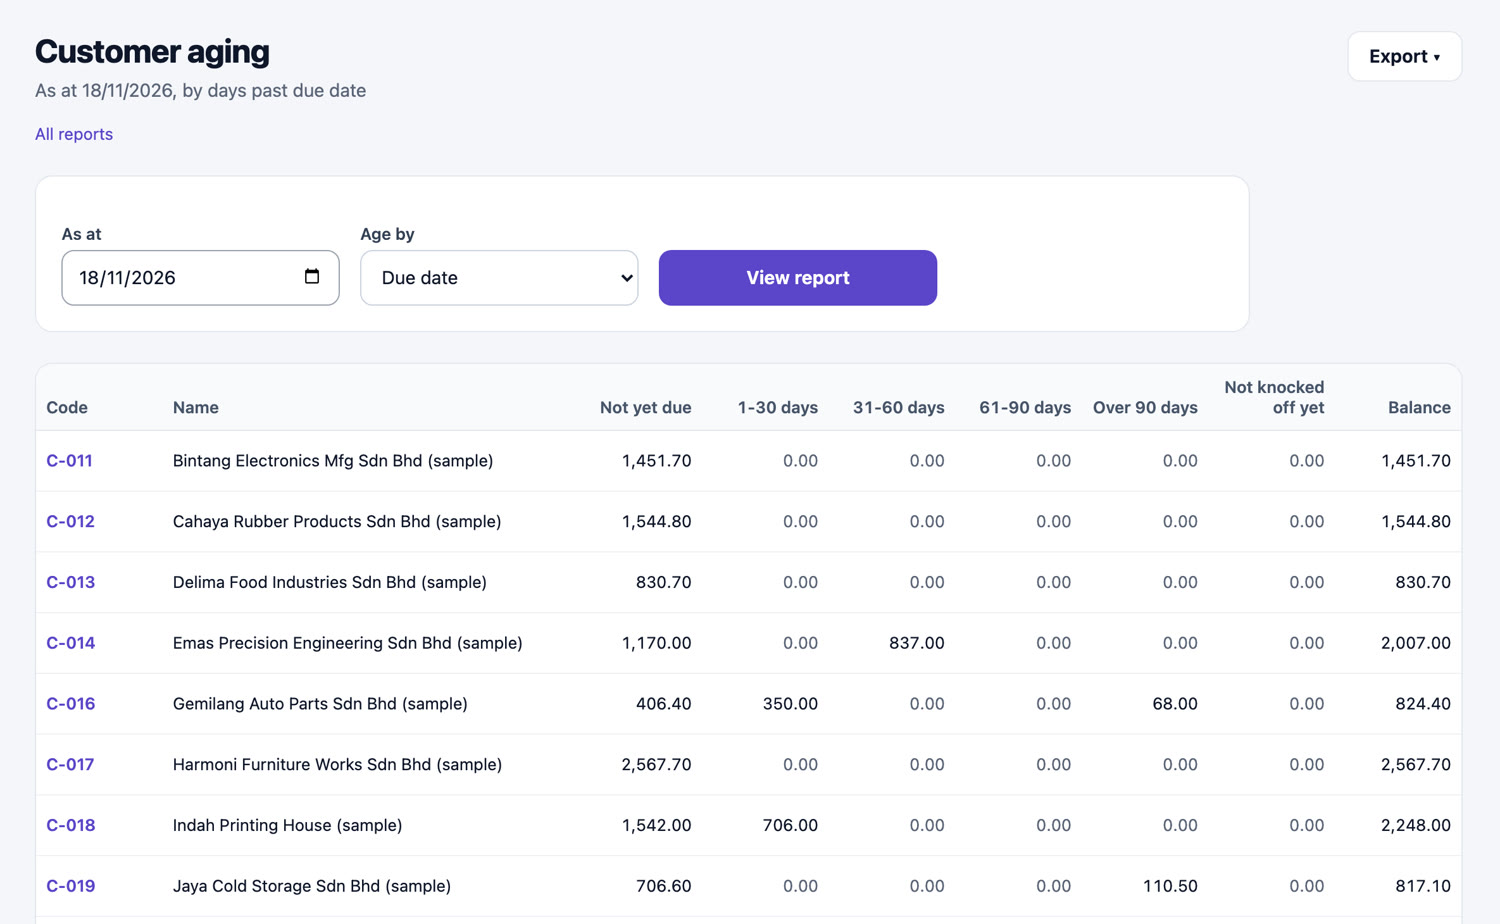 Customer aging
Export ▾
As at 18/11/2026, by days past due date
All reports
As at
Age by
18/11/2026
Due date
View report
Code Name Not yet due 1-30 days 31-60 days 61-90 days Over 90 days Not knocked off yet Balance
C-011 Bintang Electronics Mfg Sdn Bhd (sample) 1,451.70 0.00 0.00 0.00 0.00 0.00 1,451.70
C-012 Cahaya Rubber Products Sdn Bhd (sample) 1,544.80 0.00 0.00 0.00 0.00 0.00 1,544.80
C-013 Delima Food Industries Sdn Bhd (sample) 830.70 0.00 0.00 0.00 0.00 0.00 830.70
C-014 Emas Precision Engineering Sdn Bhd (sample) 1,170.00 0.00 837.00 0.00 0.00 0.00 2,007.00
C-016 Gemilang Auto Parts Sdn Bhd (sample) 406.40 350.00 0.00 0.00 68.00 0.00 824.40
C-017 Harmoni Furniture Works Sdn Bhd (sample) 2,567.70 0.00 0.00 0.00 0.00 0.00 2,567.70
C-018 Indah Printing House (sample) 1,542.00 706.00 0.00 0.00 0.00 0.00 2,248.00
C-019 Jaya Cold Storage Sdn Bhd (sample) 706.60 0.00 0.00 0.00 110.50 0.00 817.10